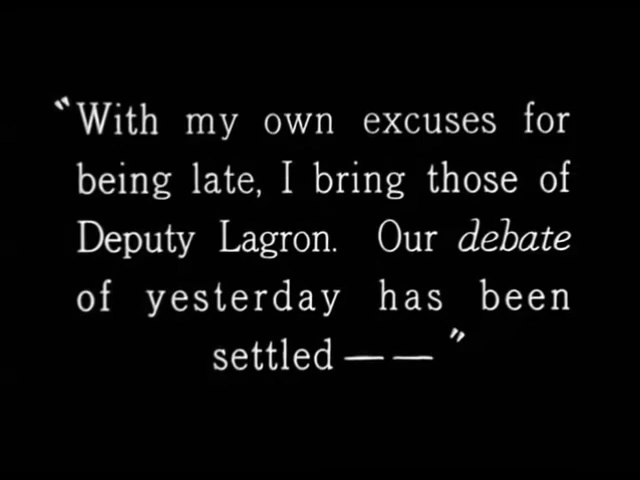 "With my own excuses for
being late, I bring those of
Deputy Lagron. Our debate
of yesterday has been
settled — — "